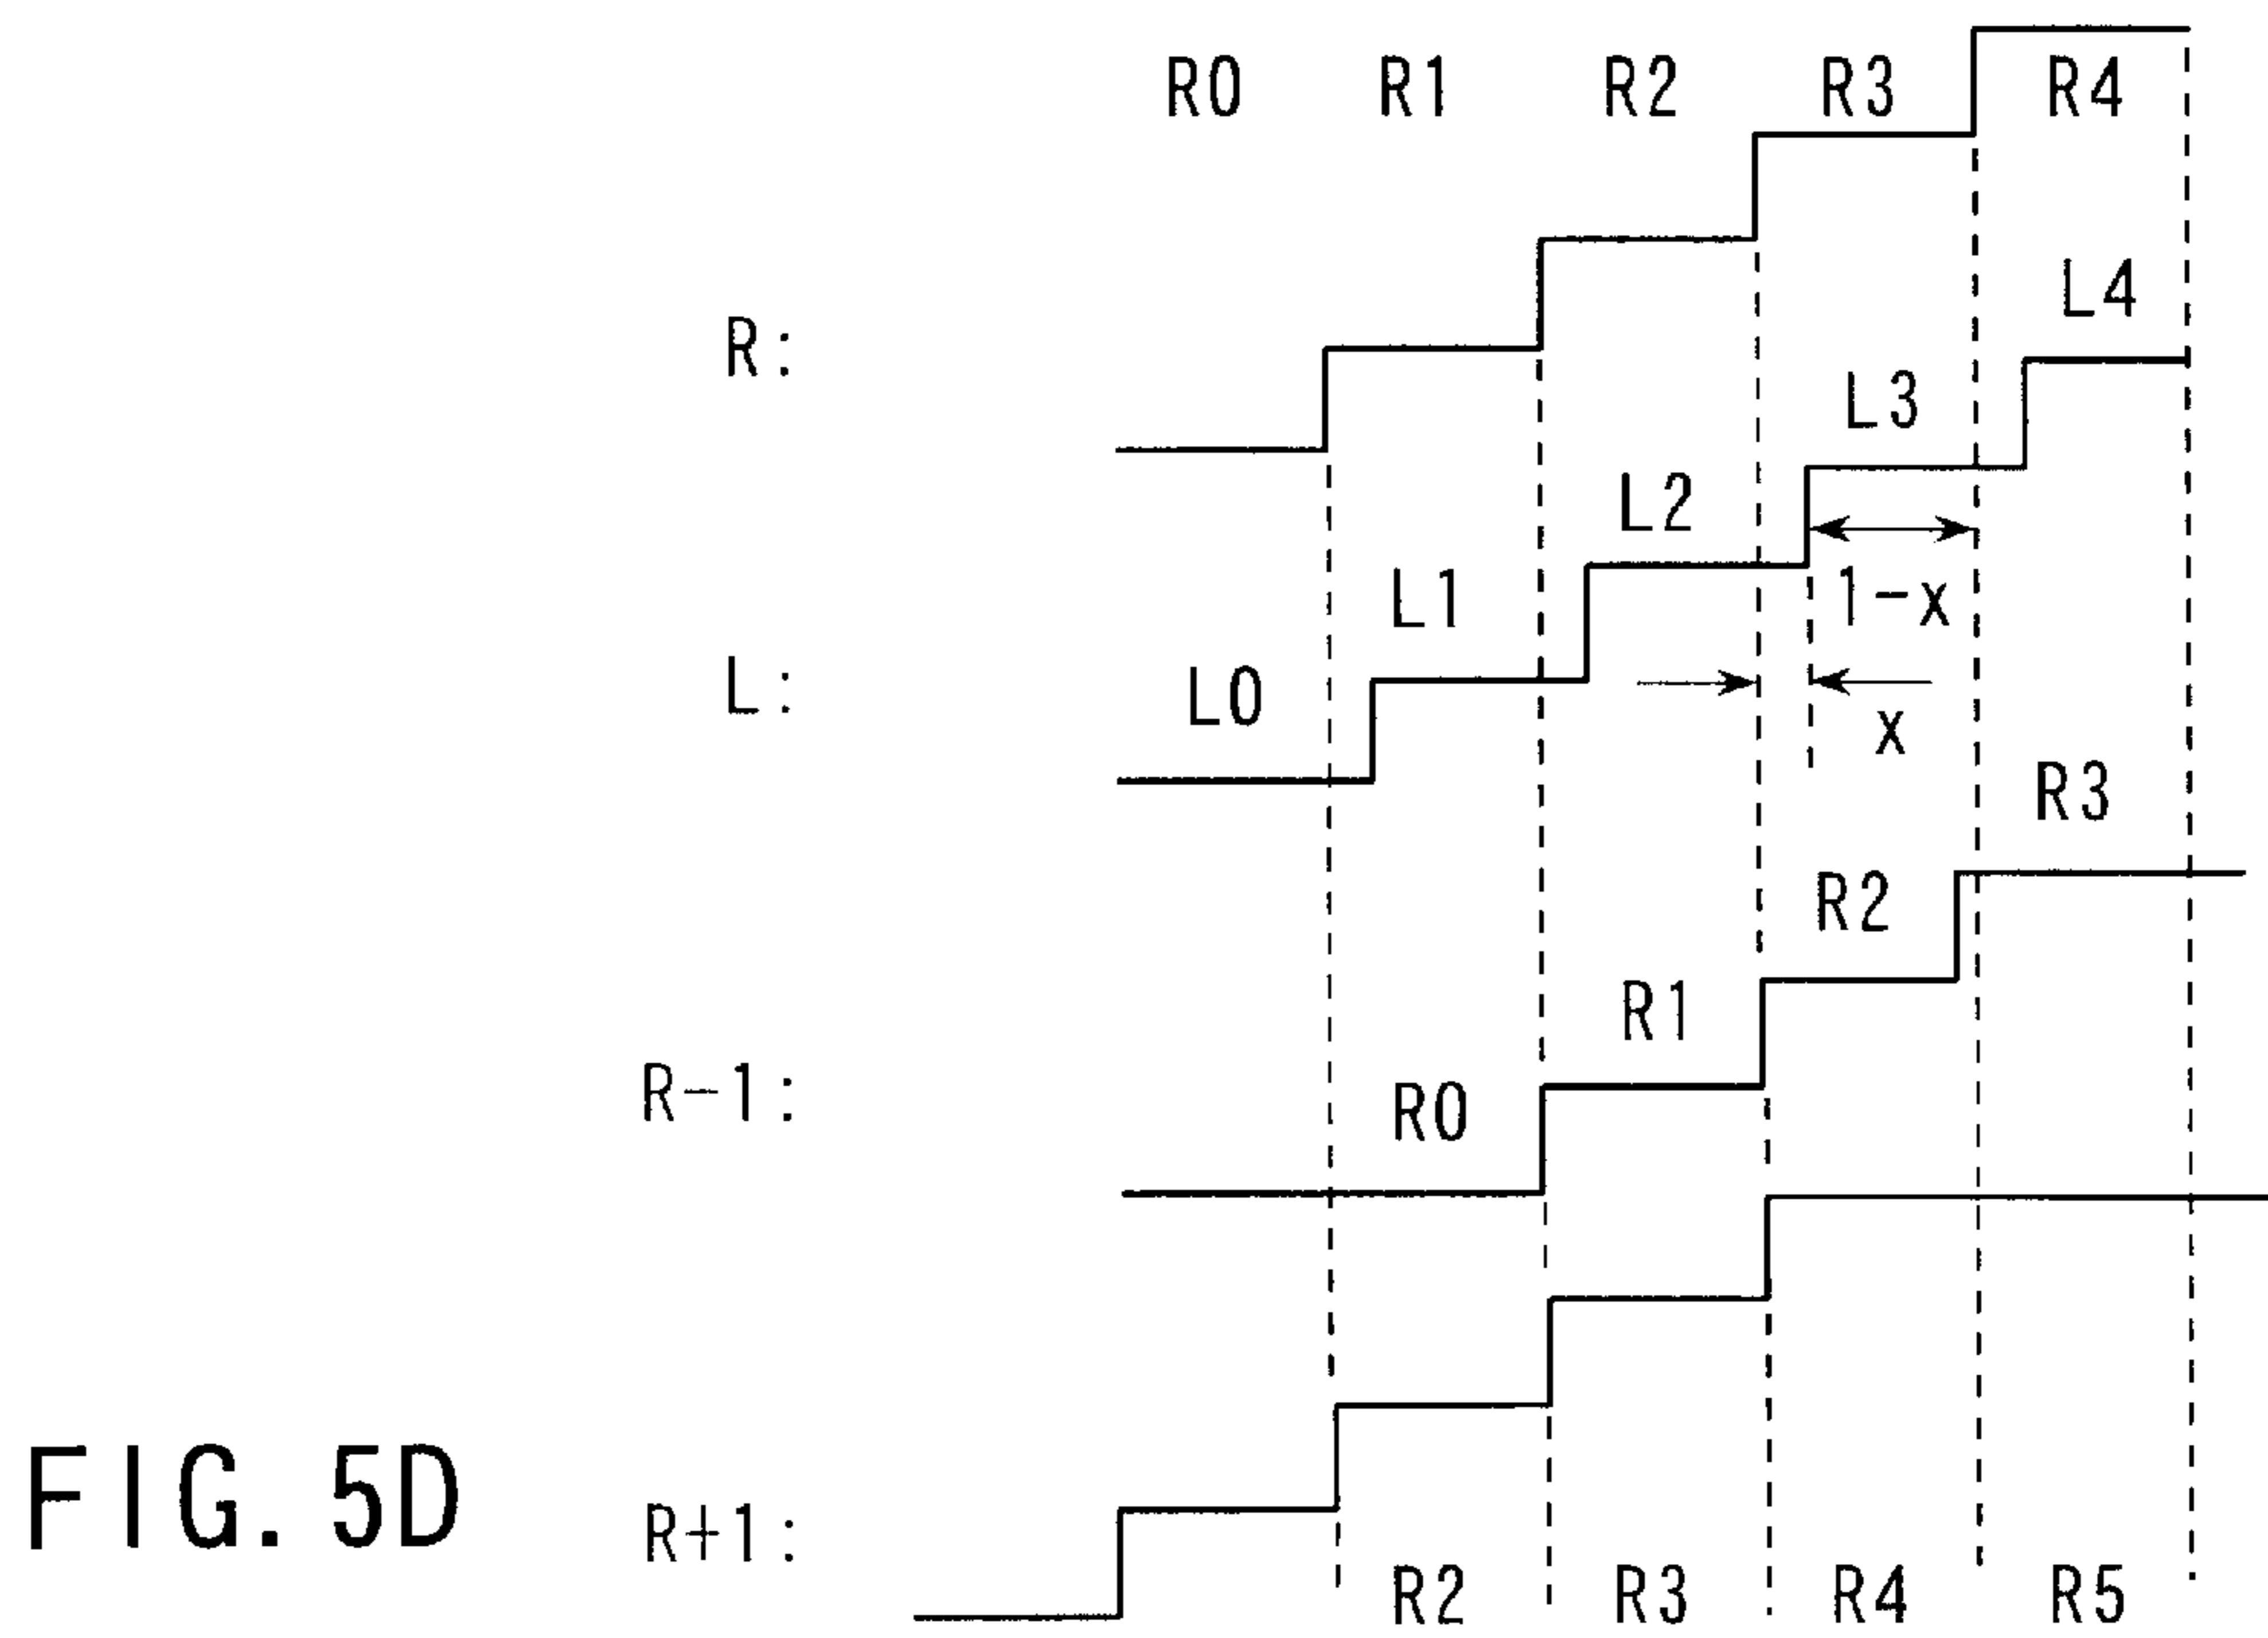 R0 R1 R2 R3 R4
R:
L4
L3
L2
L1
1-x
L:
L0
x
R3
R2
R1
R-1:
R0
FIG. 5D
R+1:
R2 R3 R4 R5